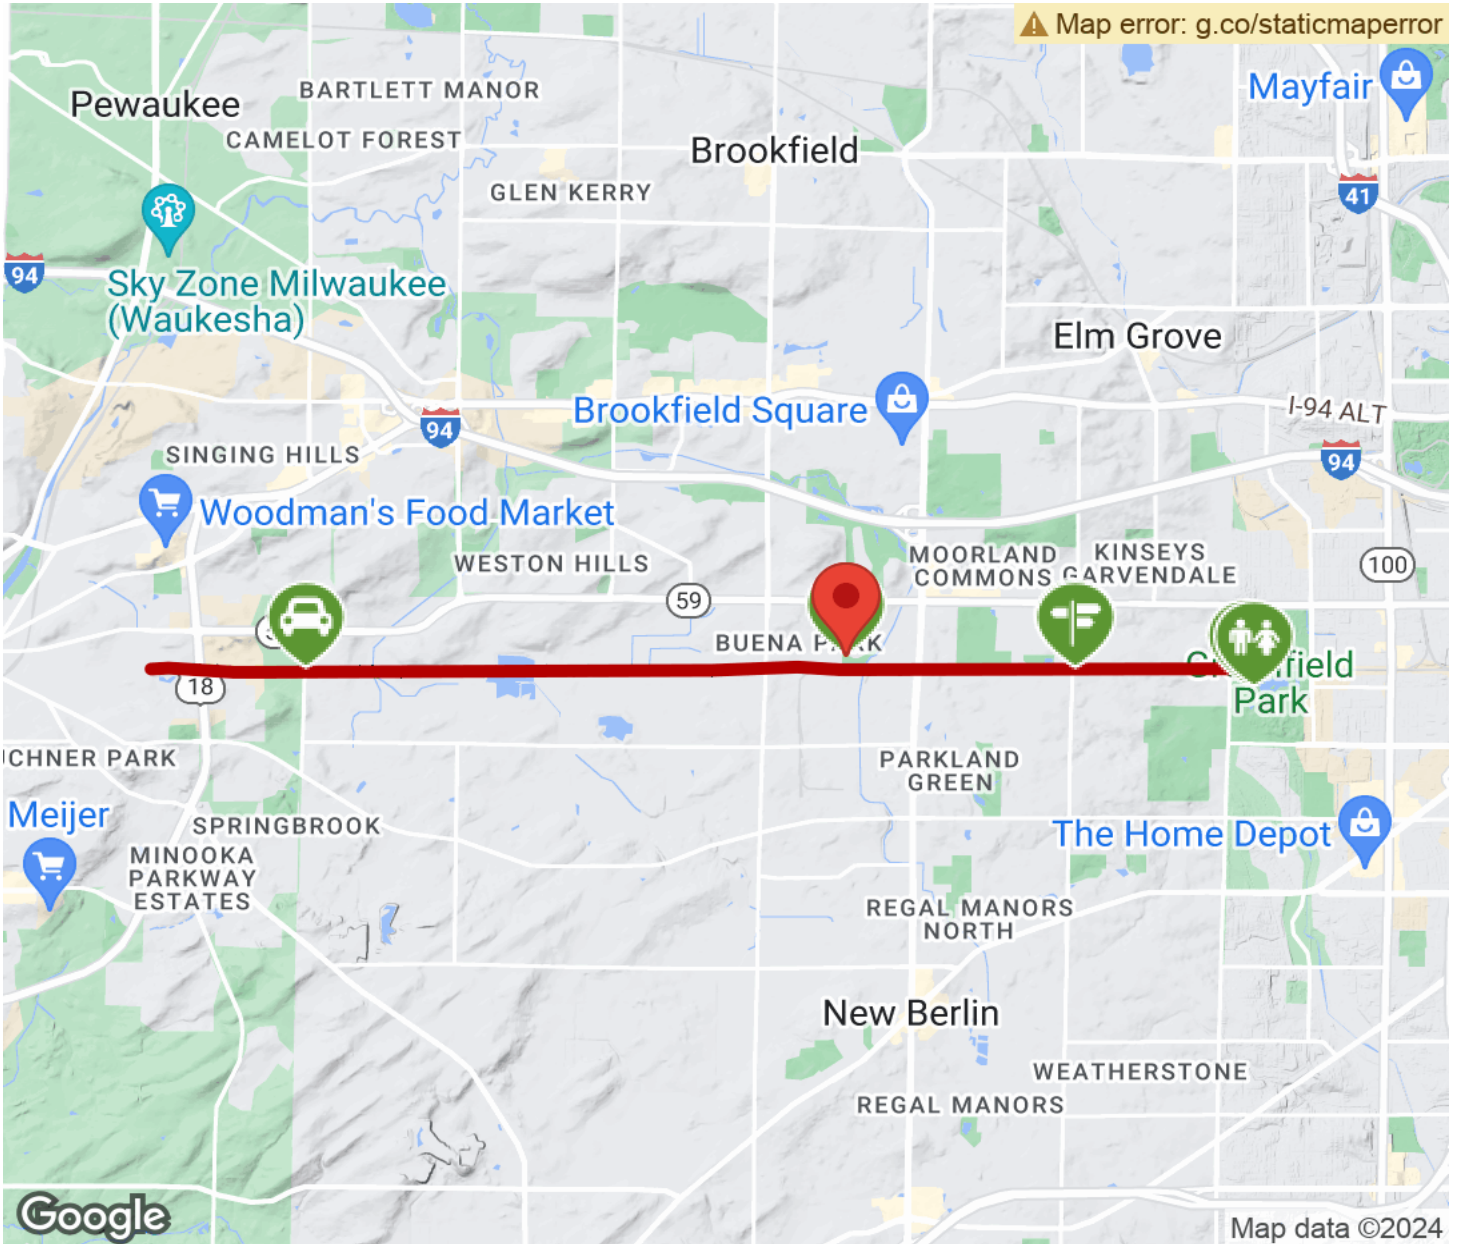 Map error: g.co/staticmaperror
Mayfair
BARTLETT MANOR
Pewaukee
CAMELOT FOREST
Brookfield
GLEN KERRY
41
94
Sky Zone Milwaukee
(Waukesha)
Elm Grove
Brookfield Square
I-94 ALT
94
SINGING HILLS
94
Woodman's Food Market
WESTON HILLS
MOORLAND
COMMONS
KINSEYS
GARVENDALE
100
59
BUENA PARK
18
Park
PARKLAND
GREEN
Meijer
SPRINGBROOK
The Home Depot
MINOOKA
PARKWAY
ESTATES
REGAL MANORS
NORTH
New Berlin
WEATHERSTONE
REGAL MANORS
Google
Map data ©2024